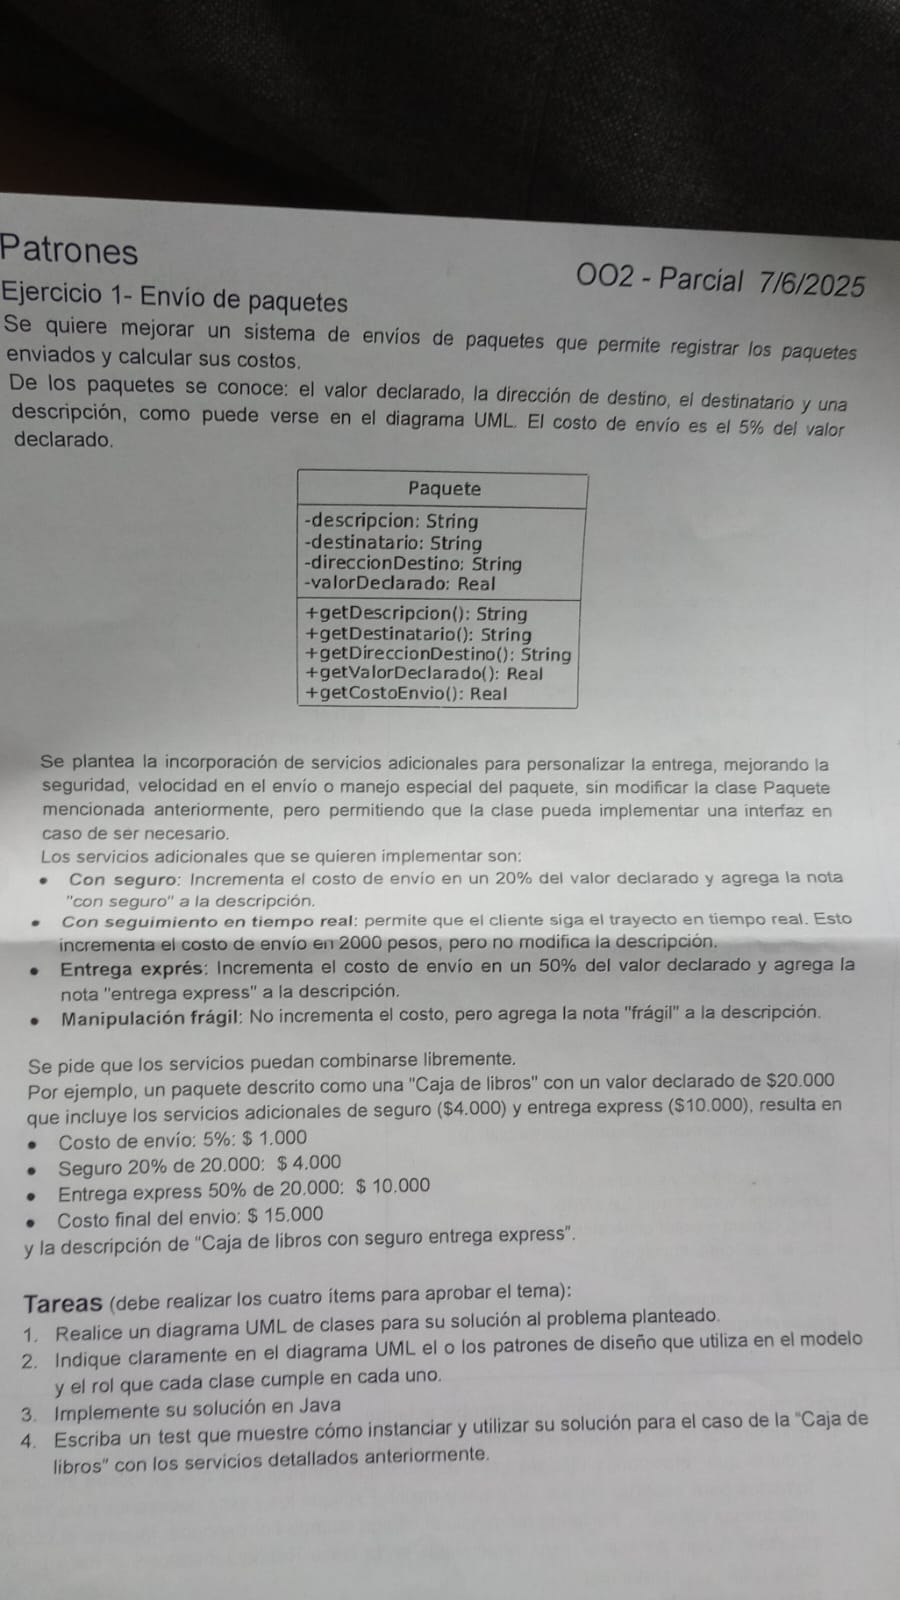 Patrones
OO2 - Parcial 7/6/2025
Ejercicio 1- Envío de paquetes
Se quiere mejorar un sistema de envíos de paquetes que permite registrar los paquetes
enviados y calcular sus costos.
De los paquetes se conoce: el valor declarado, la dirección de destino, el destinatario y una
descripción, como puede verse en el diagrama UML. El costo de envío es el 5% del valor
declarado.
Paquete
-descripcion: String
-destinatario: String
-direccionDestino: String
-valorDeclarado: Real
+getDescripcion(): String
+getDestinatario(): String
+getDireccionDestino(): String
+getValorDeclarado(): Real
+getCostoEnvio(): Real
Se plantea la incorporación de servicios adicionales para personalizar la entrega, mejorando la
seguridad, velocidad en el envío o manejo especial del paquete, sin modificar la clase Paquete
mencionada anteriormente, pero permitiendo que la clase pueda implementar una interfaz en
caso de ser necesario.
Los servicios adicionales que se quieren implementar son:
• Con seguro: Incrementa el costo de envío en un 20% del valor declarado y agrega la nota
"con seguro" a la descripción.
• Con seguimiento en tiempo real: permite que el cliente siga el trayecto en tiempo real. Esto
incrementa el costo de envío en 2000 pesos, pero no modifica la descripción.
• Entrega exprés: Incrementa el costo de envío en un 50% del valor declarado y agrega la
nota "entrega express" a la descripción.
• Manipulación frágil: No incrementa el costo, pero agrega la nota "frágil" a la descripción.
Se pide que los servicios puedan combinarse libremente.
Por ejemplo, un paquete descrito como una "Caja de libros" con un valor declarado de $20.000
que incluye los servicios adicionales de seguro ($4.000) y entrega express ($10.000), resulta en
• Costo de envío: 5%: $ 1.000
• Seguro 20% de 20.000: $ 4.000
• Entrega express 50% de 20.000: $ 10.000
• Costo final del envio: $ 15.000
y la descripción de "Caja de libros con seguro entrega express".
Tareas (debe realizar los cuatro ítems para aprobar el tema):
1. Realice un diagrama UML de clases para su solución al problema planteado.
2. Indique claramente en el diagrama UML el o los patrones de diseño que utiliza en el modelo
y el rol que cada clase cumple en cada uno.
3. Implemente su solución en Java
4. Escriba un test que muestre cómo instanciar y utilizar su solución para el caso de la "Caja de
libros" con los servicios detallados anteriormente.